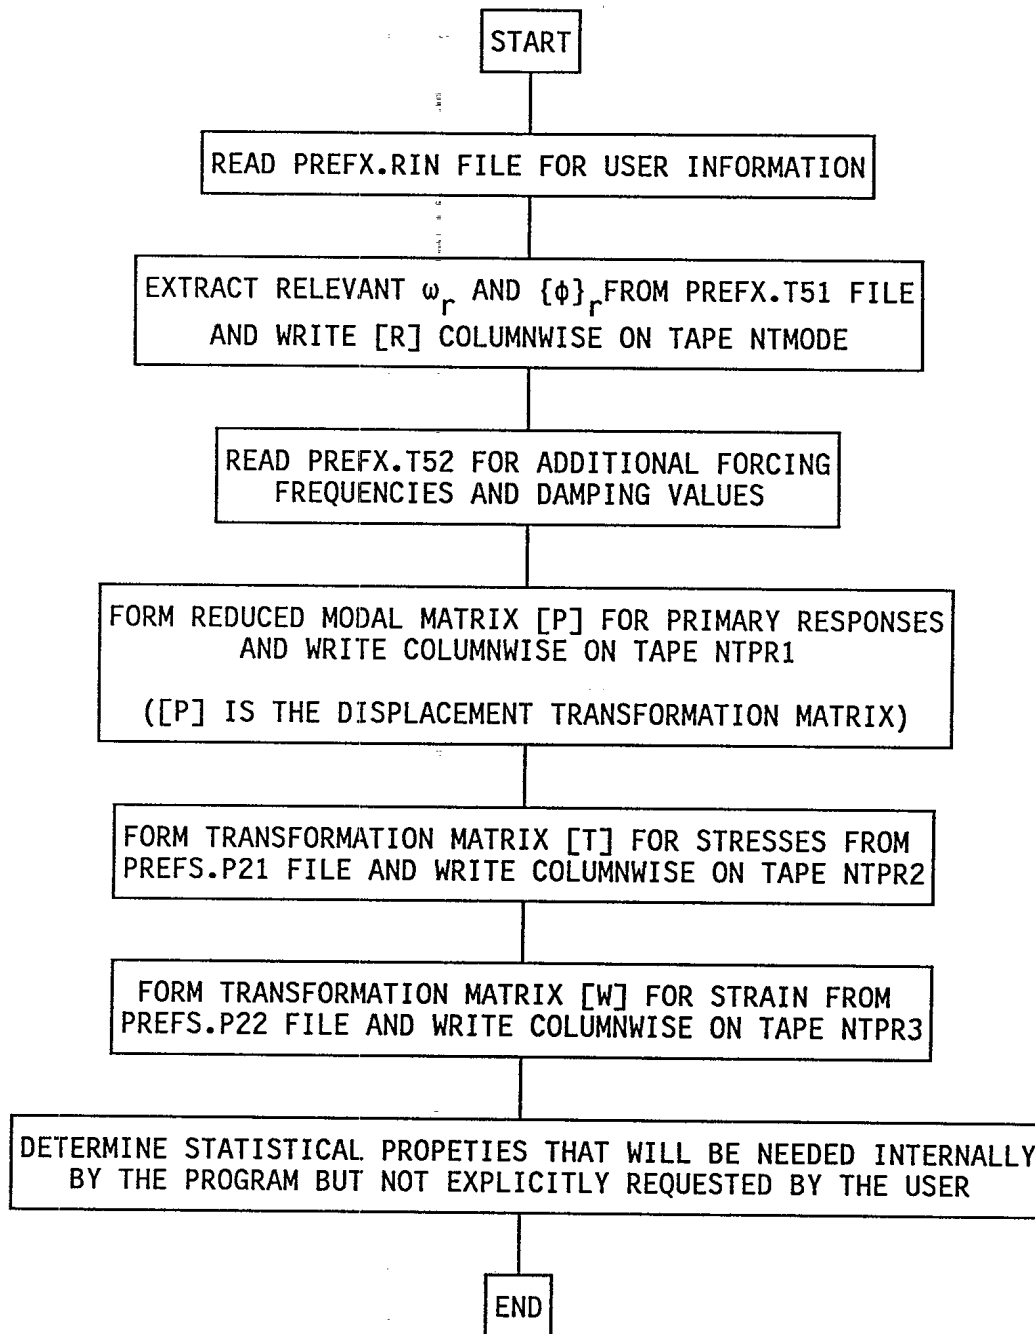 START
READ PREFX.RIN FILE FOR USER INFORMATION
EXTRACT RELEVANT ω_r AND {ϕ}_r FROM PREFX.T51 FILE
AND WRITE [R] COLUMNWISE ON TAPE NTMODE
READ PREFX.T52 FOR ADDITIONAL FORCING
FREQUENCIES AND DAMPING VALUES
FORM REDUCED MODAL MATRIX [P] FOR PRIMARY RESPONSES
AND WRITE COLUMNWISE ON TAPE NTPR1
([P] IS THE DISPLACEMENT TRANSFORMATION MATRIX)
FORM TRANSFORMATION MATRIX [T] FOR STRESSES FROM
PREFS.P21 FILE AND WRITE COLUMNWISE ON TAPE NTPR2
FORM TRANSFORMATION MATRIX [W] FOR STRAIN FROM
PREFS.P22 FILE AND WRITE COLUMNWISE ON TAPE NTPR3
DETERMINE STATISTICAL PROPETIES THAT WILL BE NEEDED INTERNALLY
BY THE PROGRAM BUT NOT EXPLICITLY REQUESTED BY THE USER
END